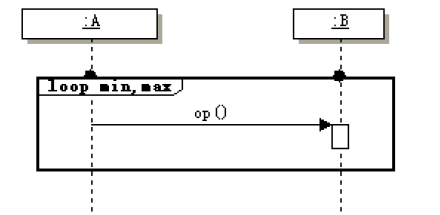 :A
:B
loop min,max
op()